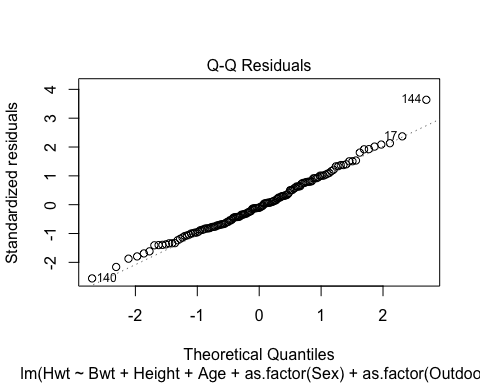 Q-Q Residuals
Standardized residuals
4
3
2
1
0
-1
-2
144
17
140
-2 -1 0 1 2
Theoretical Quantiles
lm(Hwt ~ Bwt + Height + Age + as.factor(Sex) + as.factor(Outdoo